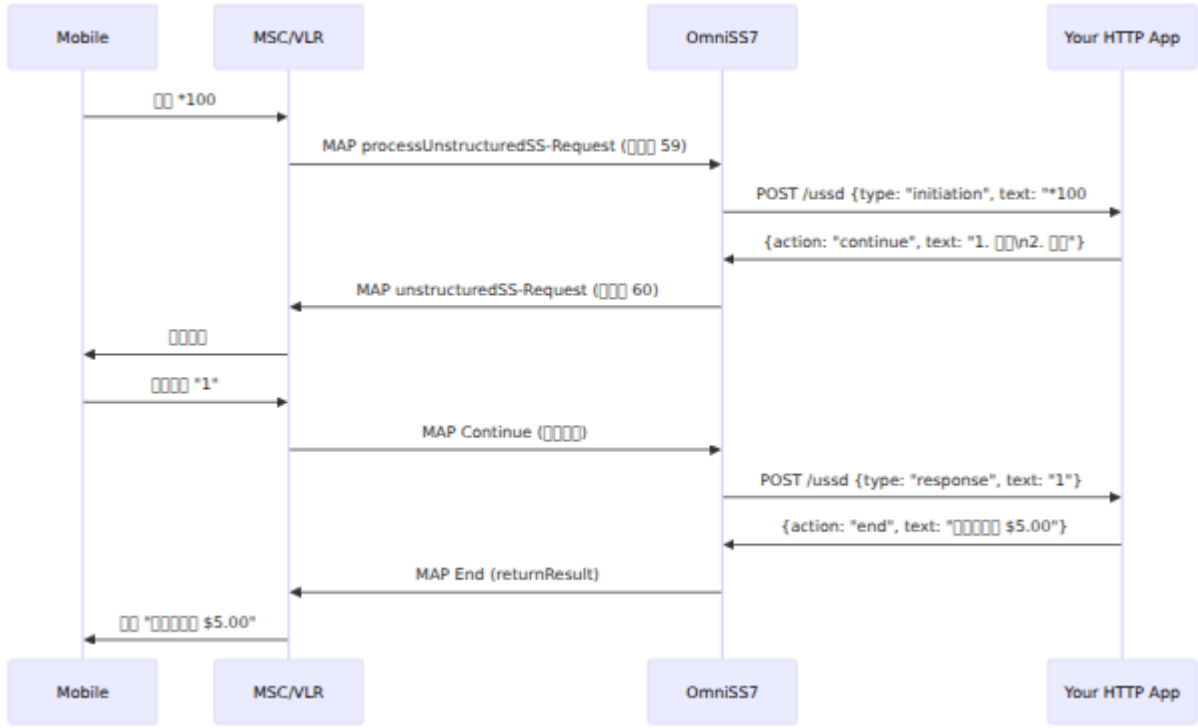 Mobile
MSC/VLR
OmniSS7
Your HTTP App
*100
MAP processUnstructuredSS-Request ( 59)
POST /ussd {type: "initiation", text: "*100
{action: "continue", text: "1. \n2. "}
MAP unstructuredSS-Request ( 60)
"1"
MAP Continue ()
POST /ussd {type: "response", text: "1"}
{action: "end", text: " $5.00"}
MAP End (returnResult)
" $5.00"
Mobile
MSC/VLR
OmniSS7
Your HTTP App